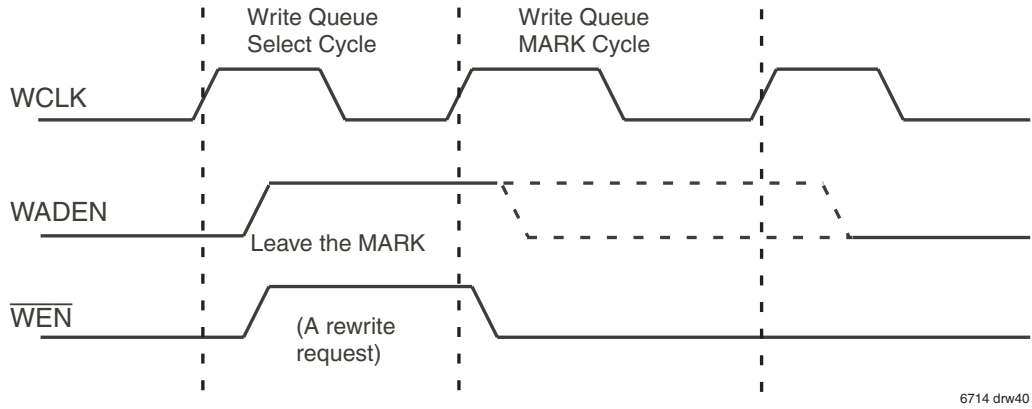 Write Queue
Select Cycle
Write Queue
MARK Cycle
WCLK
WADEN
Leave the MARK
WEN
(A rewrite
request)
6714 drw40